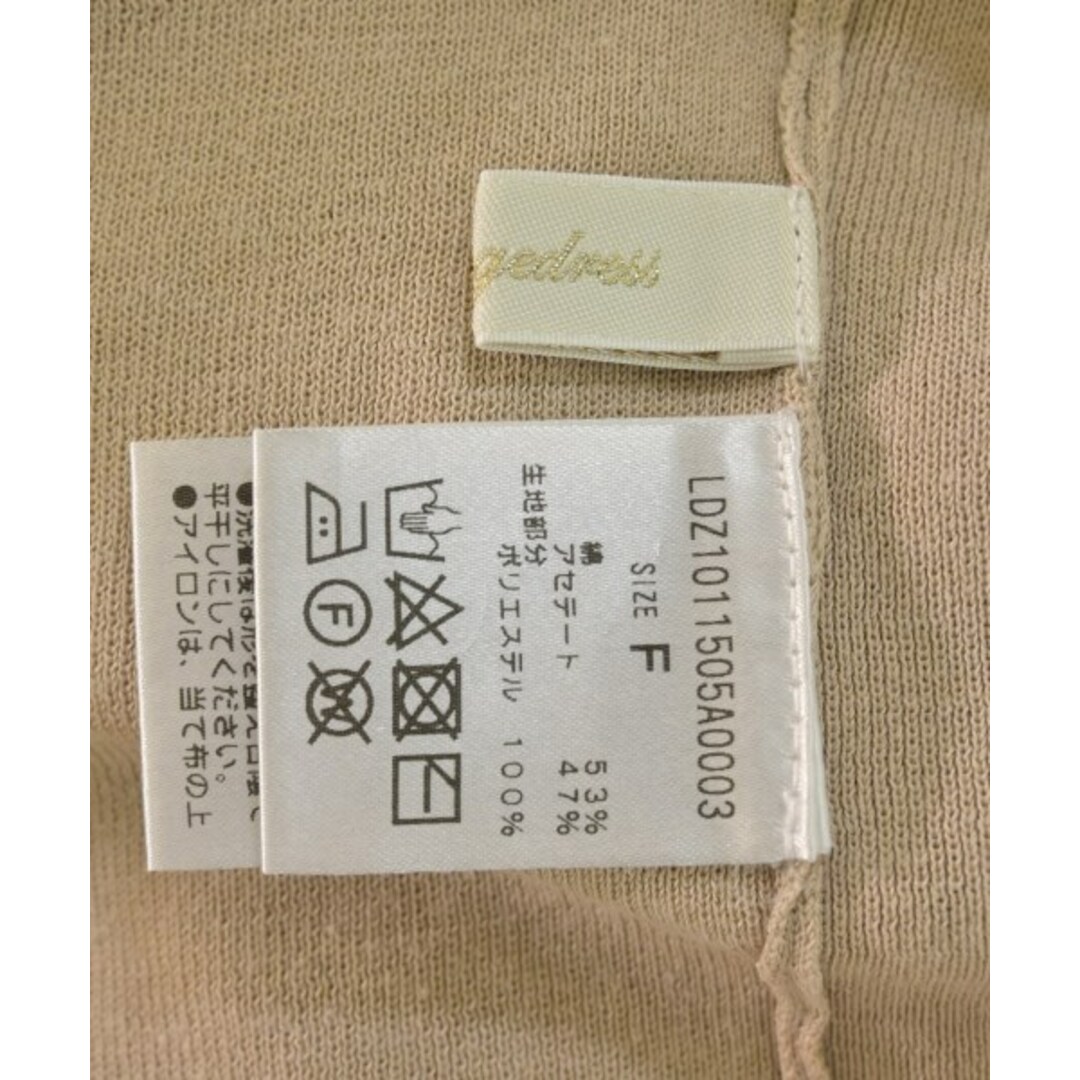 gedress
LDZ1011505A0003
SIZE F
綿 53%
アセテート 47%
生地部分
ポリエステル 100%
F W
平干しにしてください。
●アイロンは、当て布の上